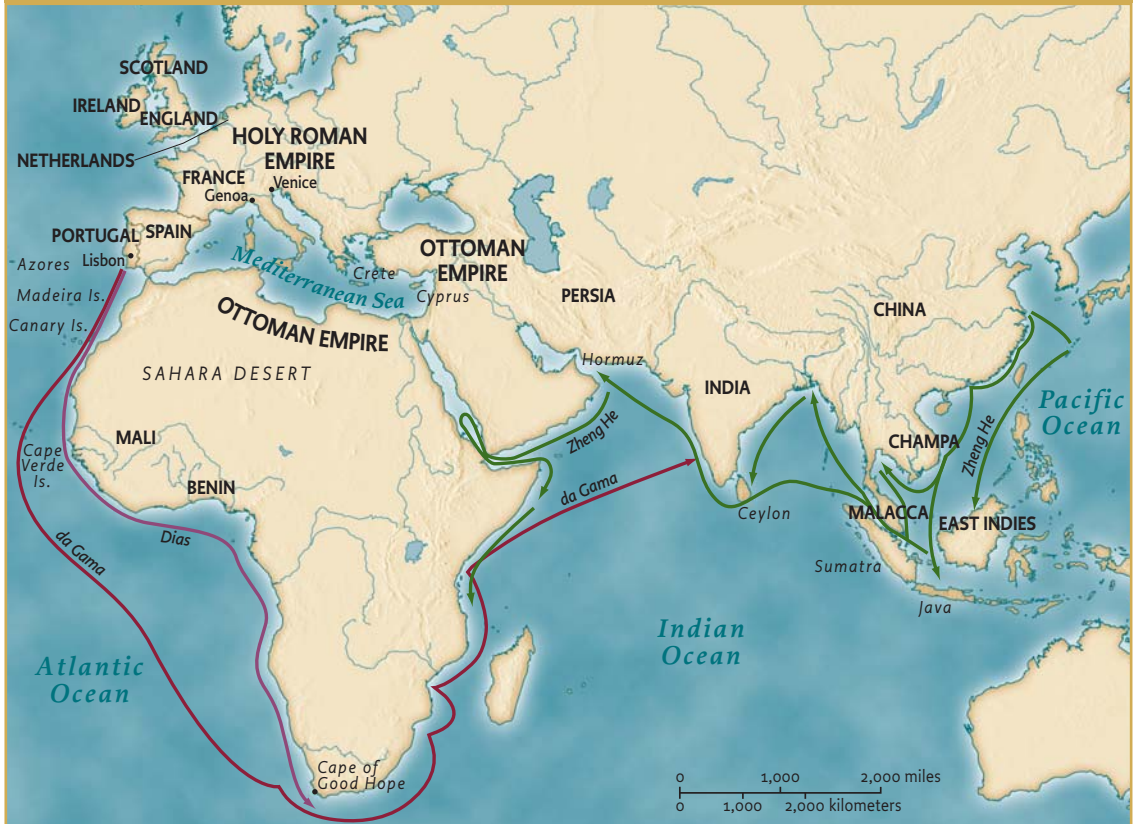 SCOTLAND
IRELAND
ENGLAND
NETHERLANDS
HOLY ROMAN
EMPIRE
FRANCE
Genoa
Venice
PORTUGAL
SPAIN
Lisbon
Azores
Madeira Is.
Canary Is.
Mediterranean Sea
Crete
Cyprus
OTTOMAN
EMPIRE
OTTOMAN EMPIRE
PERSIA
CHINA
SAHARA DESERT
Hormuz
INDIA
Pacific
Ocean
MALI
Cape
Verde
Is.
BENIN
Zheng He
CHAMPA
Zheng He
da Gama
Ceylon
MALACCA
EAST INDIES
Dias
da Gama
Sumatra
Java
Indian
Ocean
Atlantic
Ocean
Cape of
Good Hope
0 1,000 2,000 miles
0 1,000 2,000 kilometers